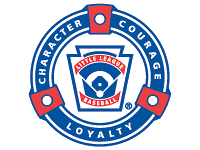 CHARACTER
COURAGE
LITTLE LEAGUE
BASEBALL
®
LOYALTY